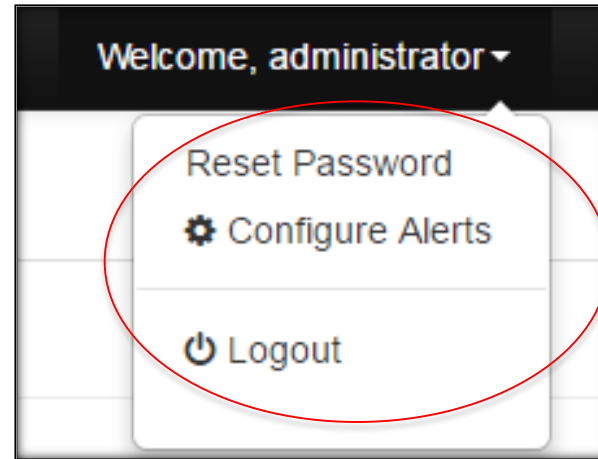 Welcome, administrator
Reset Password
Configure Alerts
Logout